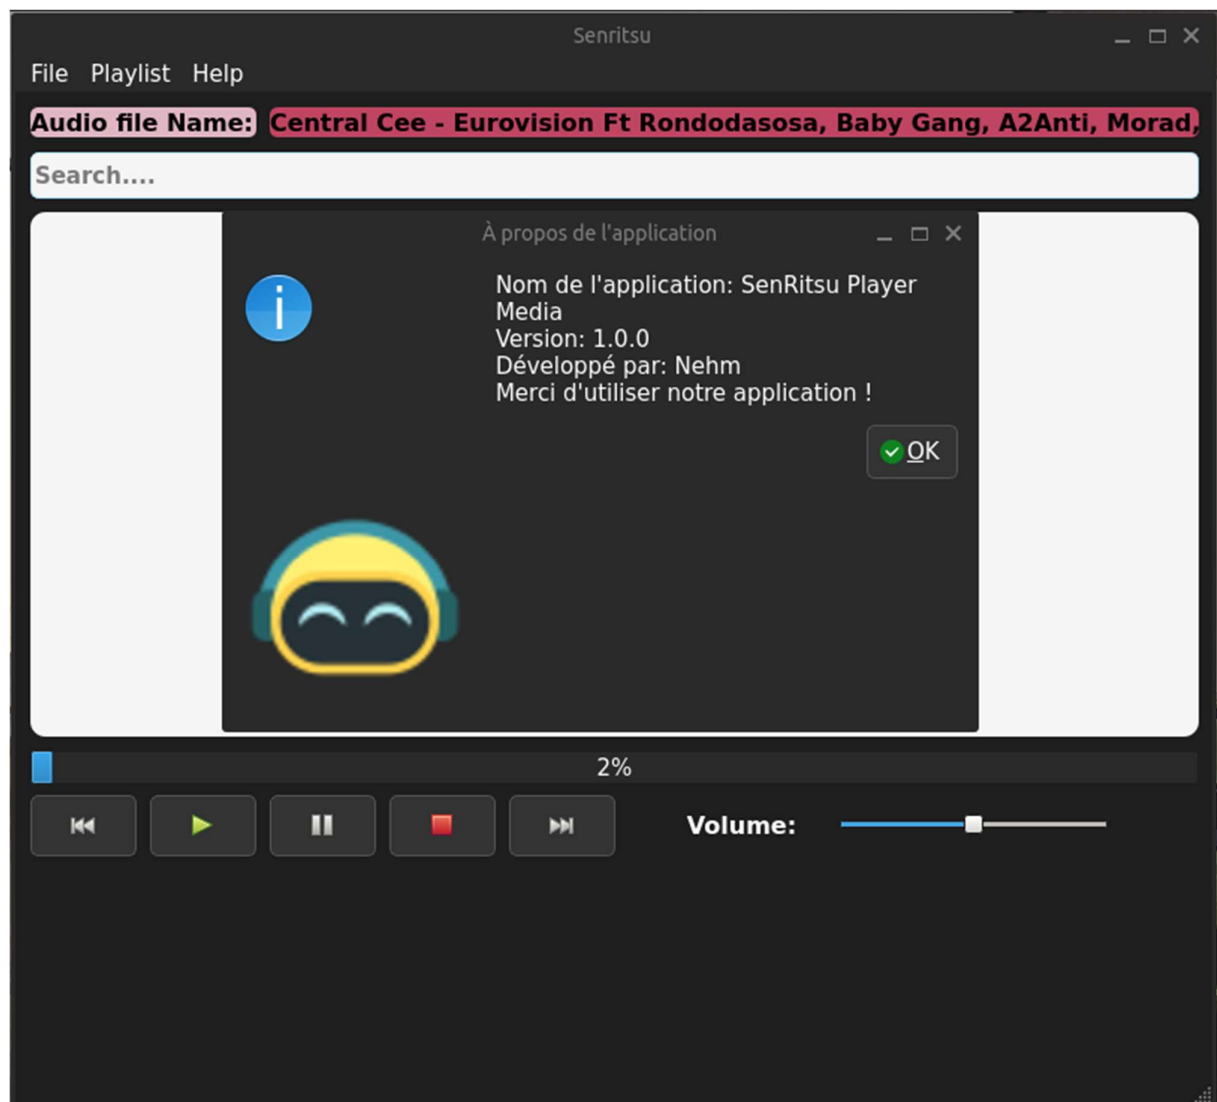 Senritsu
File Playlist Help
Audio file Name: Central Cee - Eurovision Ft Rondodasosa, Baby Gang, A2Anti, Morad,
Search....
À propos de l'application
Nom de l'application: SenRitsu Player
Media
Version: 1.0.0
Développé par: Nehm
Merci d'utiliser notre application !
OK
2%
Volume: